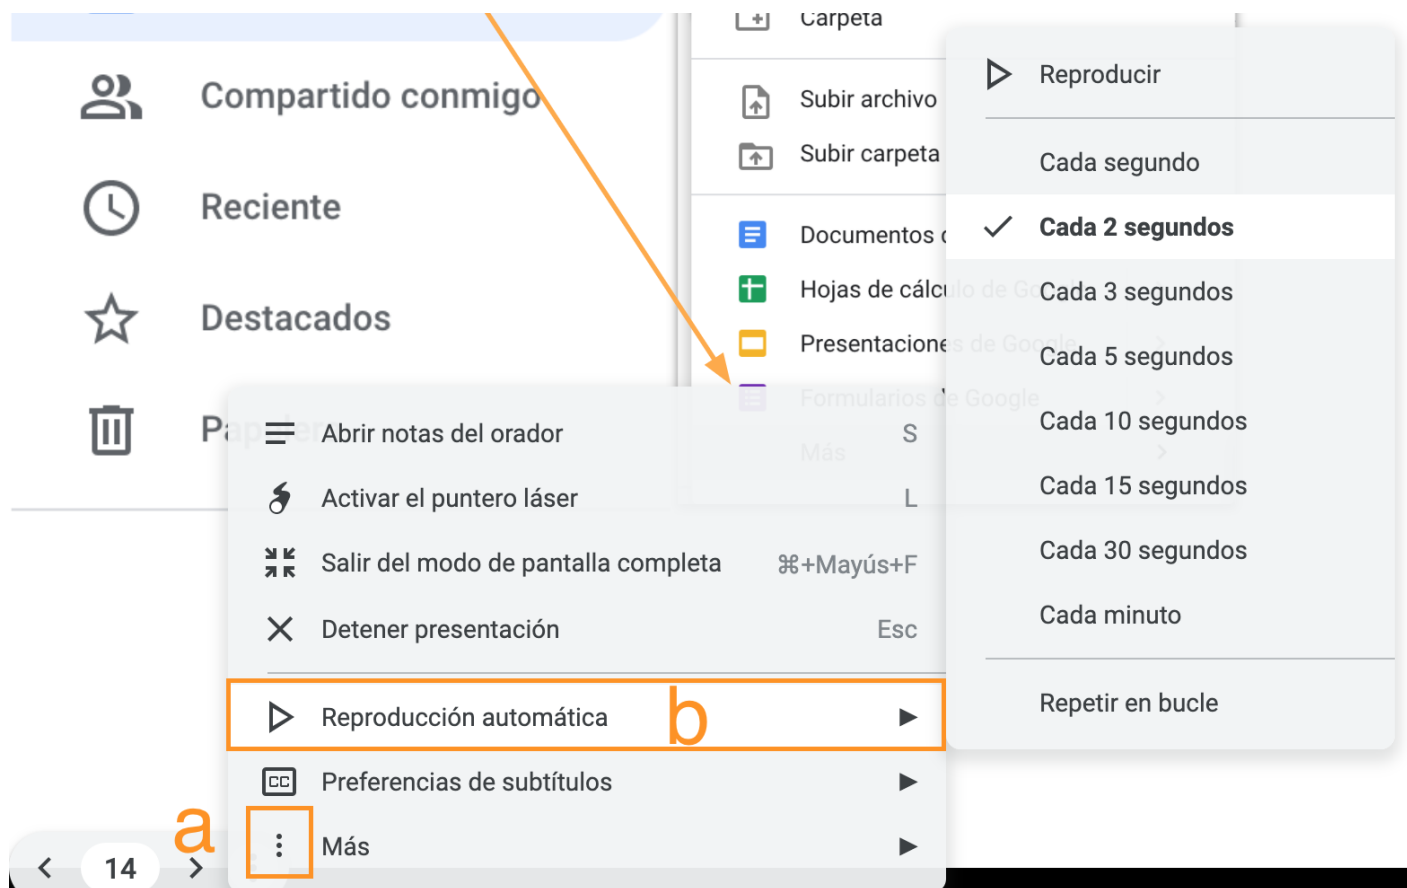 Compartido conmigo
Reciente
Destacados
Papelera
Carpeta
Subir archivo
Subir carpeta
Documentos
Hojas de cálculo de Go
Presentaciones de Google
Formularios de Google
Más
Reproducir
Cada segundo
Cada 2 segundos
Cada 3 segundos
Cada 5 segundos
Cada 10 segundos
Cada 15 segundos
Cada 30 segundos
Cada minuto
Repetir en bucle
Abrir notas del orador S
Activar el puntero láser L
Salir del modo de pantalla completa ⌘+Mayús+F
Detener presentación Esc
Reproducción automática b
CC Preferencias de subtítulos
a
Más
14